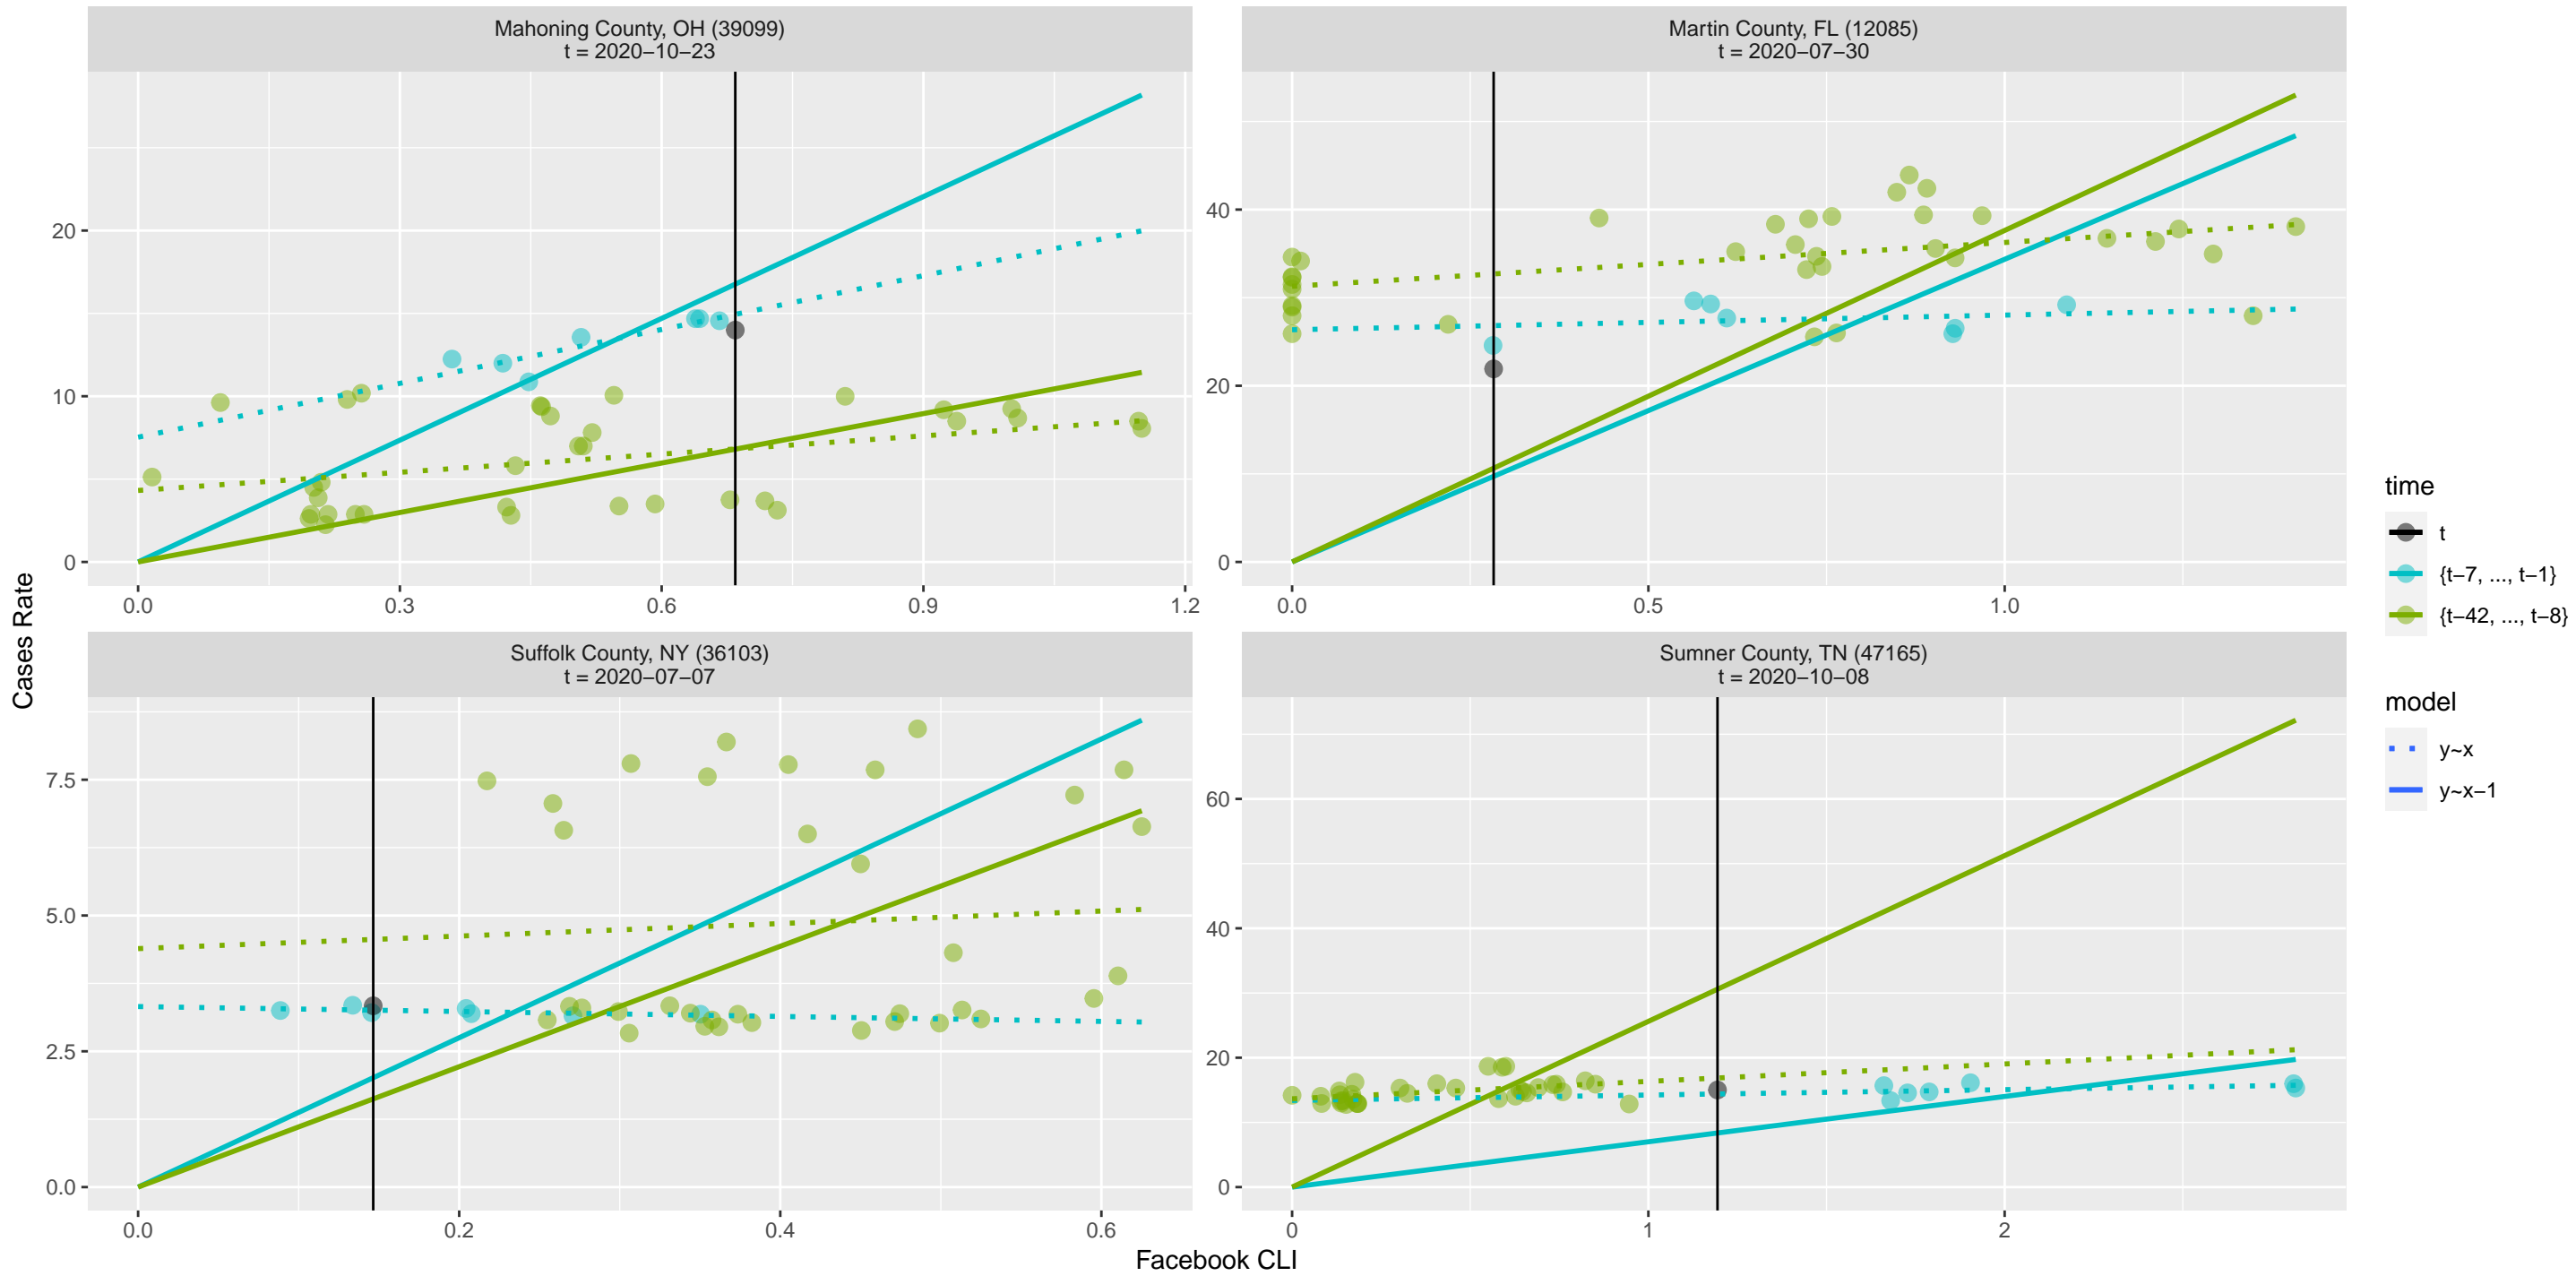 Mahoning County, OH (39099)
t = 2020−10−23
Martin County, FL (12085)
t = 2020−07−30
20
10
0
0.0 0.3 0.6 0.9 1.2
40
20
0
0.0 0.5 1.0
Suffolk County, NY (36103)
t = 2020−07−07
Sumner County, TN (47165)
t = 2020−10−08
7.5
5.0
2.5
0.0
0.0 0.2 0.4 0.6
60
40
20
0
0 1 2
Cases Rate
Facebook CLI
time
t
{t−7, ..., t−1}
{t−42, ..., t−8}
model
y~x
y~x−1